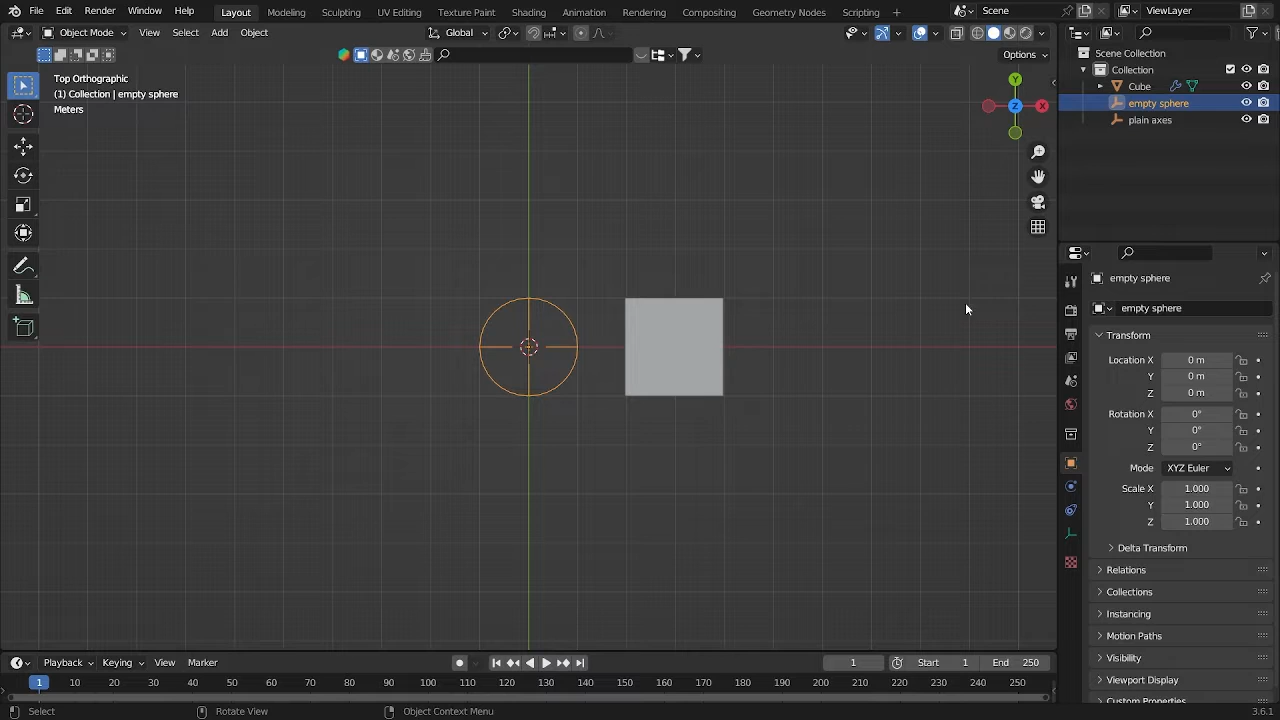 File Edit Render Window Help Layout Modeling Sculpting UV Editing Texture Paint Shading Animation Rendering Compositing Geometry Nodes Scripting Scene ViewLayer
Object Mode View Select Add Object Global
Options
Top Orthographic
(1) Collection | empty sphere
Meters
Y
Z
X
Scene Collection
Collection
Cube
empty sphere
plain axes
empty sphere
empty sphere
Transform
Location X 0 m
Y 0 m
Z 0 m
Rotation X 0°
Y 0°
Z 0°
Mode XYZ Euler
Scale X 1.000
Y 1.000
Z 1.000
Delta Transform
Relations
Collections
Instancing
Motion Paths
Visibility
Viewport Display
Custom Properties
Playback Keying View Marker 1 Start 1 End 250
1 10 20 30 40 50 60 70 80 90 100 110 120 130 140 150 160 170 180 190 200 210 220 230 240 250
Select Rotate View Object Context Menu 3.6.1